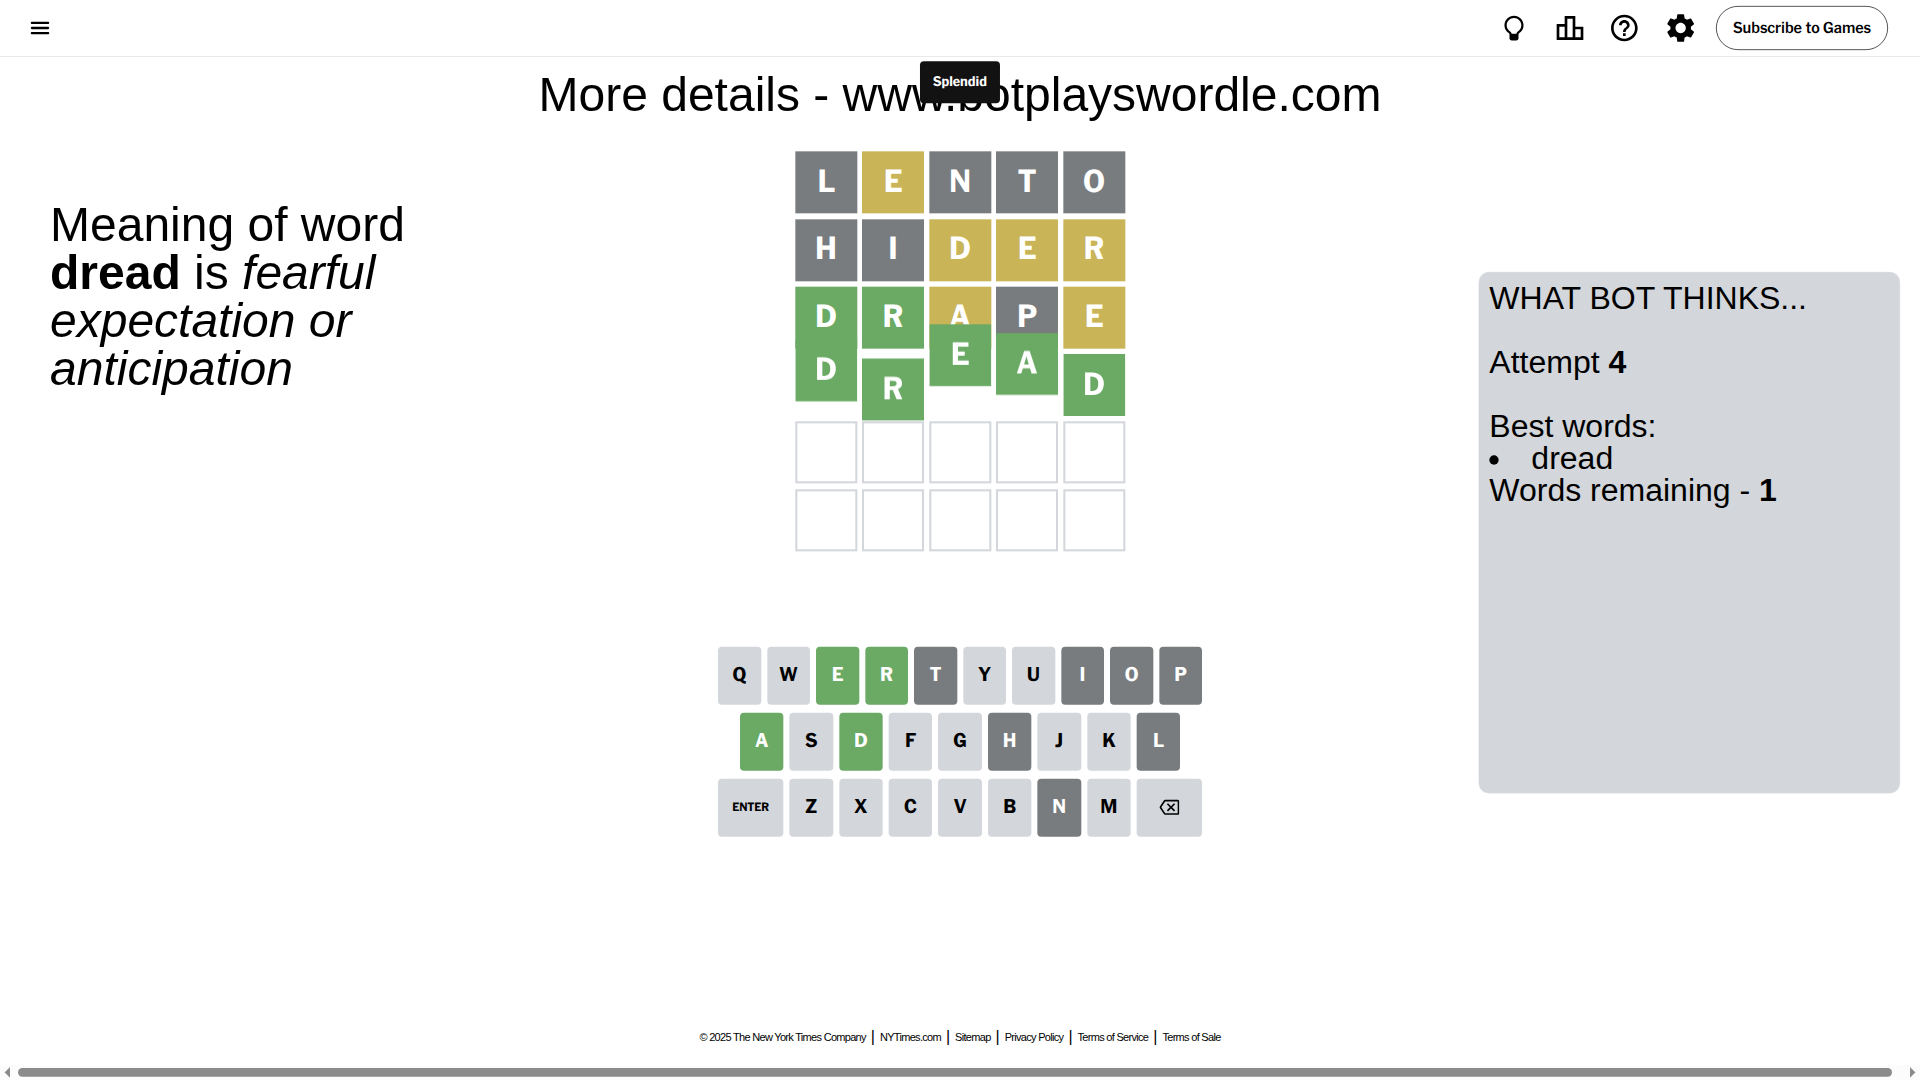 Subscribe to Games
Splendid
More details - www.botplayswordle.com
Meaning of word
dread is fearful
expectation or
anticipation
L E N T O
H I D E R
D R A P E
D R E A D
WHAT BOT THINKS...
Attempt 4
Best words:
• dread
Words remaining - 1
Q W E R T Y U I O P
A S D F G H J K L
ENTER Z X C V B N M
© 2025 The New York Times Company | NYTimes.com | Sitemap | Privacy Policy | Terms of Service | Terms of Sale